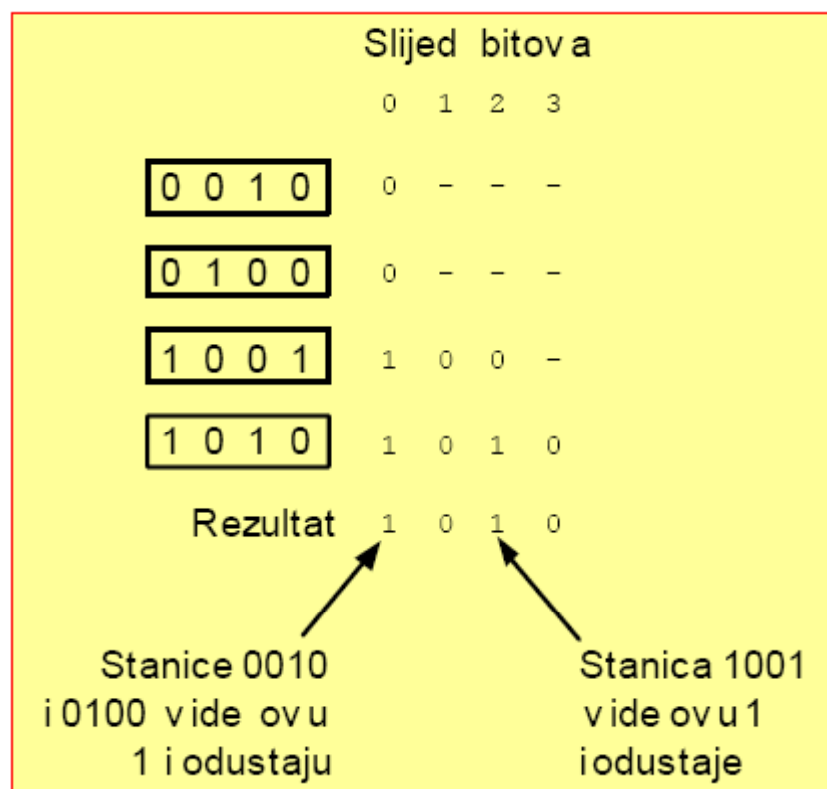 Slijed bitova
0 1 2 3
0 0 1 0 0 - - -
0 1 0 0 0 - - -
1 0 0 1 1 0 0 -
1 0 1 0 1 0 1 0
Rezultat 1 0 1 0
Stanice 0010
i 0100 vide ovu
1 i odustaju
Stanica 1001
vide ovu 1
i odustaje